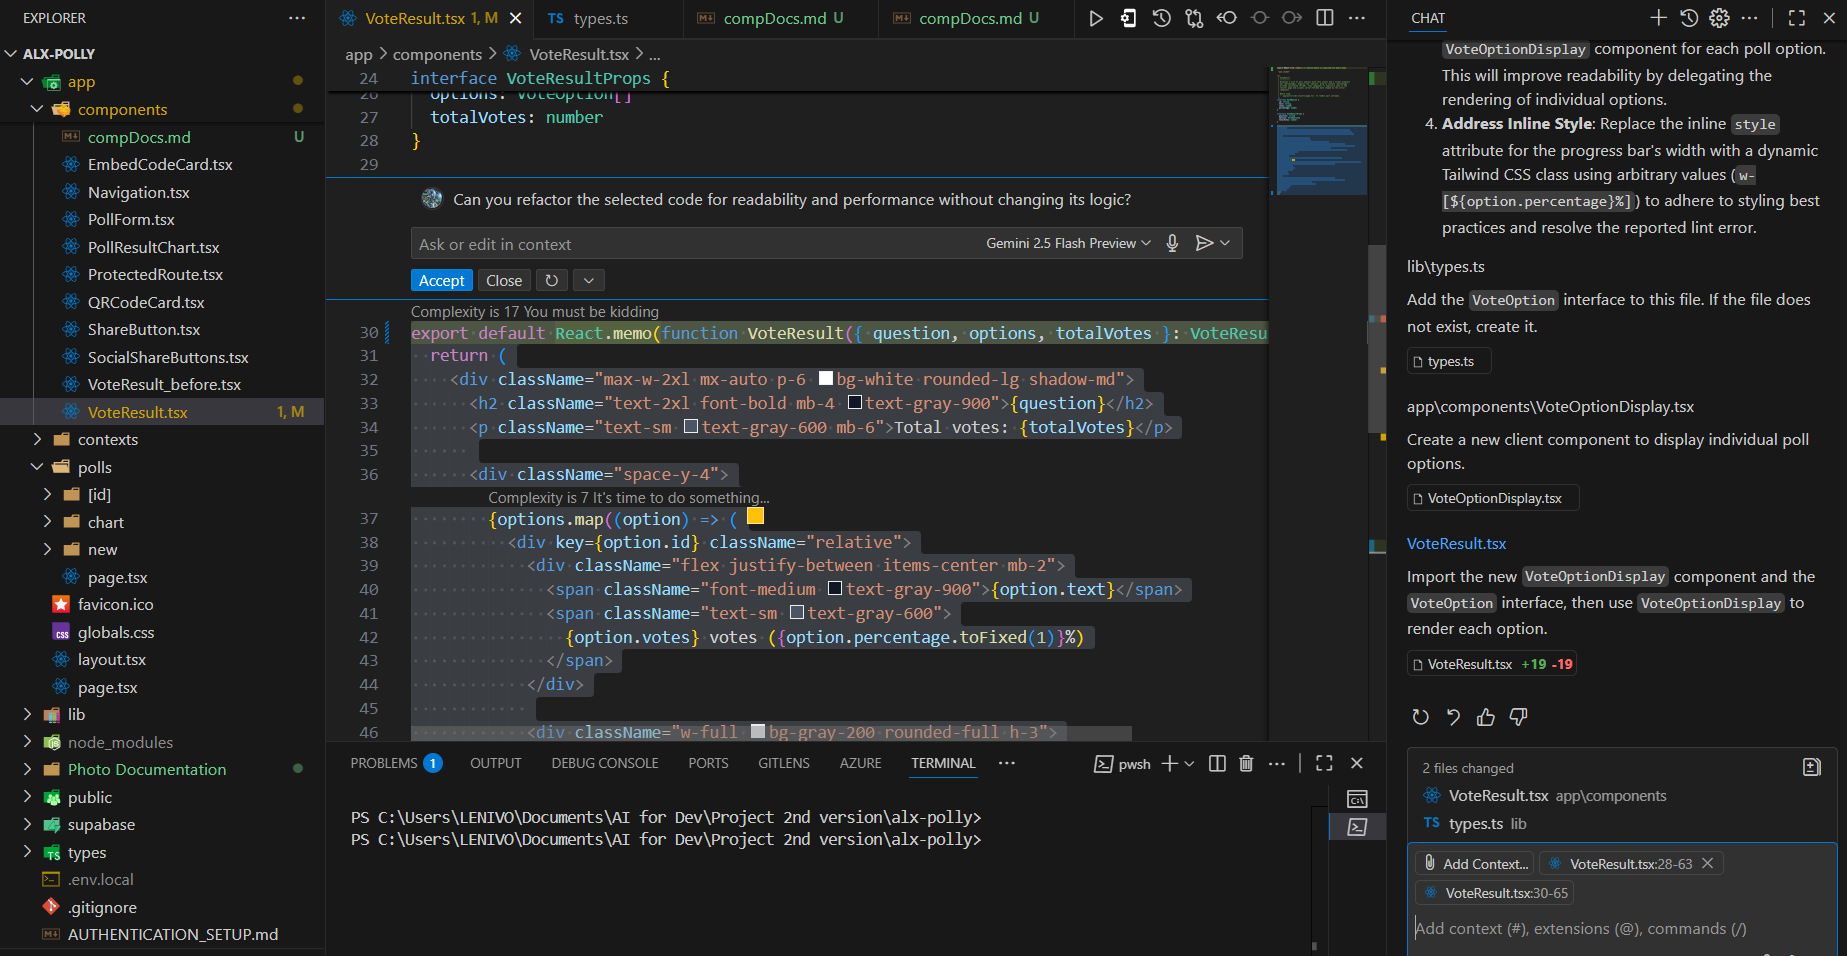 EXPLORER
ALX-POLLY
app
components
compDocs.md U
EmbedCodeCard.tsx
Navigation.tsx
PollForm.tsx
PollResultChart.tsx
ProtectedRoute.tsx
QRCodeCard.tsx
ShareButton.tsx
SocialShareButtons.tsx
VoteResult_before.tsx
VoteResult.tsx 1, M
contexts
polls
[id]
chart
new
page.tsx
favicon.ico
globals.css
layout.tsx
page.tsx
lib
node_modules
Photo Documentation
public
supabase
types
.env.local
.gitignore
AUTHENTICATION_SETUP.md
VoteResult.tsx 1, M
TS types.ts
compDocs.md U
compDocs.md U
app > components > VoteResult.tsx > ...
24 interface VoteResultProps {
26 options: VoteOption[]
27 totalVotes: number
28 }
29
Can you refactor the selected code for readability and performance without changing its logic?
Ask or edit in context
Gemini 2.5 Flash Preview
Accept Close
Complexity is 17 You must be kidding
30 export default React.memo(function VoteResult({ question, options, totalVotes }: VoteResu
31 return (
32 <div className="max-w-2xl mx-auto p-6 bg-white rounded-lg shadow-md">
33 <h2 className="text-2xl font-bold mb-4 text-gray-900">{question}</h2>
34 <p className="text-sm text-gray-600 mb-6">Total votes: {totalVotes}</p>
35
36 <div className="space-y-4">
Complexity is 7 It's time to do something...
37 {options.map((option) => (
38 <div key={option.id} className="relative">
39 <div className="flex justify-between items-center mb-2">
40 <span className="font-medium text-gray-900">{option.text}</span>
41 <span className="text-sm text-gray-600">
42 {option.votes} votes ({option.percentage.toFixed(1)}%)
43 </span>
44 </div>
45
46 <div className="w-full bg-gray-200 rounded-full h-3">
PROBLEMS 1 OUTPUT DEBUG CONSOLE PORTS GITLENS AZURE TERMINAL ... pwsh
PS C:\Users\LENIVO\Documents\AI for Dev\Project 2nd version\alx-polly>
PS C:\Users\LENIVO\Documents\AI for Dev\Project 2nd version\alx-polly>
CHAT
VoteOptionDisplay component for each poll option.
This will improve readability by delegating the
rendering of individual options.
4. Address Inline Style: Replace the inline style
attribute for the progress bar's width with a dynamic
Tailwind CSS class using arbitrary values (w-
[${option.percentage}%]) to adhere to styling best
practices and resolve the reported lint error.
lib\types.ts
Add the VoteOption interface to this file. If the file does
not exist, create it.
types.ts
app\components\VoteOptionDisplay.tsx
Create a new client component to display individual poll
options.
VoteOptionDisplay.tsx
VoteResult.tsx
Import the new VoteOptionDisplay component and the
VoteOption interface, then use VoteOptionDisplay to
render each option.
VoteResult.tsx +19 -19
2 files changed
VoteResult.tsx app\components
TS types.ts lib
Add Context... VoteResult.tsx:28-63
VoteResult.tsx:30-65
Add context (#), extensions (@), commands (/)